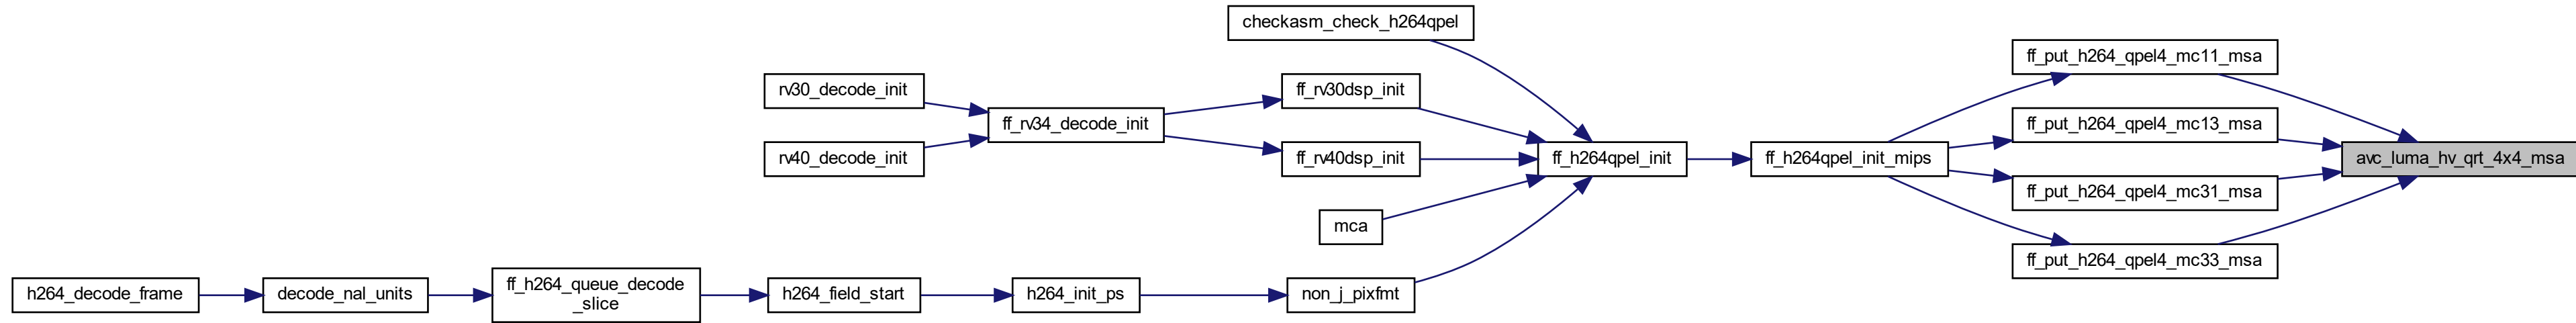 checkasm_check_h264qpel
rv30_decode_init
rv40_decode_init
ff_rv34_decode_init
ff_rv30dsp_init
ff_rv40dsp_init
mca
h264_decode_frame
decode_nal_units
ff_h264_queue_decode
_slice
h264_field_start
h264_init_ps
non_j_pixfmt
ff_h264qpel_init
ff_h264qpel_init_mips
ff_put_h264_qpel4_mc11_msa
ff_put_h264_qpel4_mc13_msa
ff_put_h264_qpel4_mc31_msa
ff_put_h264_qpel4_mc33_msa
avc_luma_hv_qrt_4x4_msa